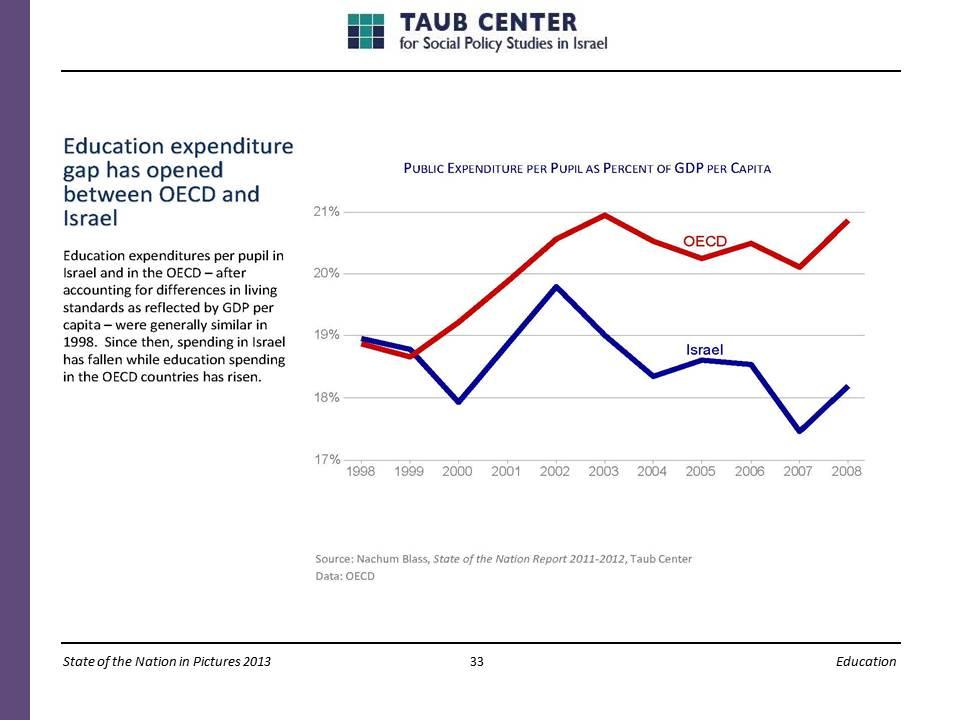 TAUB CENTER
for Social Policy Studies in Israel
Education expenditure
gap has opened
between OECD and
Israel
Education expenditures per pupil in
Israel and in the OECD – after
accounting for differences in living
standards as reflected by GDP per
capita – were generally similar in
1998. Since then, spending in Israel
has fallen while education spending
in the OECD countries has risen.
PUBLIC EXPENDITURE PER PUPIL AS PERCENT OF GDP PER CAPITA
21%
20%
19%
18%
17%
OECD
Israel
1998 1999 2000 2001 2002 2003 2004 2005 2006 2007 2008
Source: Nachum Blass, State of the Nation Report 2011-2012, Taub Center
Data: OECD
State of the Nation in Pictures 2013 33 Education